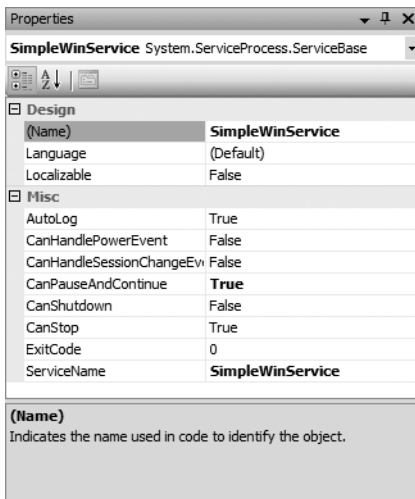 Properties
SimpleWinService System.ServiceProcess.ServiceBase
Design
(Name) SimpleWinService
Language (Default)
Localizable False
Misc
AutoLog True
CanHandlePowerEvent False
CanHandleSessionChangeEv False
CanPauseAndContinue True
CanShutdown False
CanStop True
ExitCode 0
ServiceName SimpleWinService
(Name)
Indicates the name used in code to identify the object.